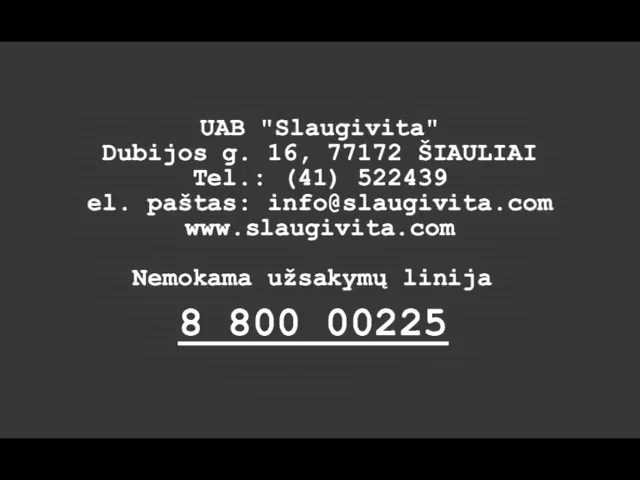 UAB "Slaugivita"
Dubijos g. 16, 77172 ŠIAULIAI
Tel.: (41) 522439
el. paštas: info@slaugivita.com
www.slaugivita.com
Nemokama užsakymų linija
8 800 00225